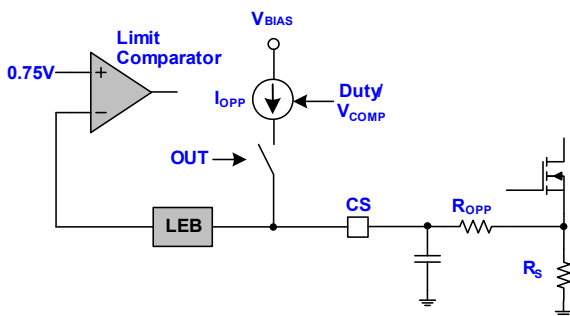 Limit
Comparator
VBIAS
0.75V
+
−
IOPP
Duty/
VCOMP
OUT
CS
ROPP
LEB
RS